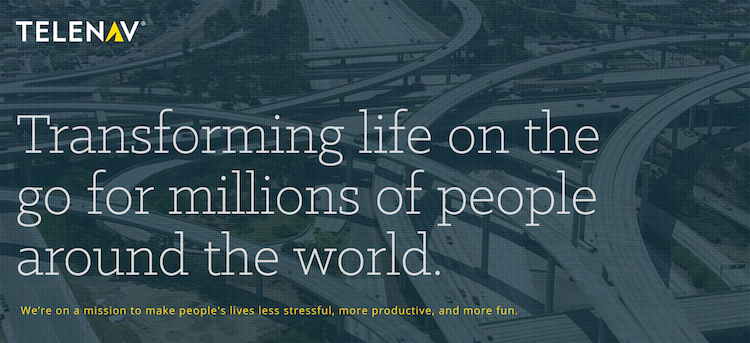 TELENAV®
Transforming life on the
go for millions of people
around the world.
We're on a mission to make people's lives less stressful, more productive, and more fun.